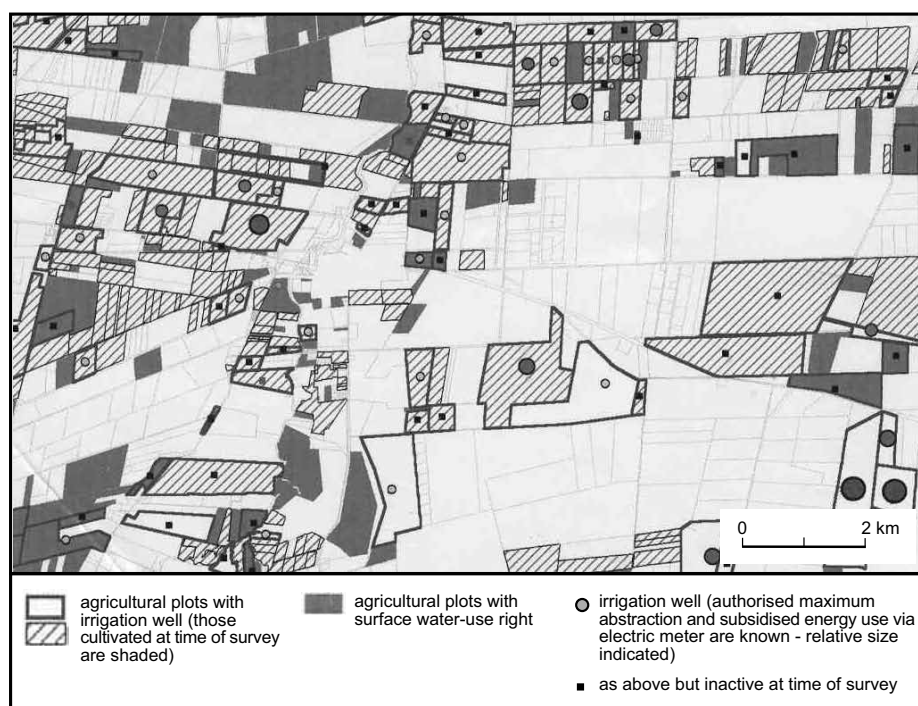 0 2 km
agricultural plots with
irrigation well (those
cultivated at time of survey
are shaded)
agricultural plots with
surface water-use right
irrigation well (authorised maximum
abstraction and subsidised energy use via
electric meter are known - relative size
indicated)
as above but inactive at time of survey